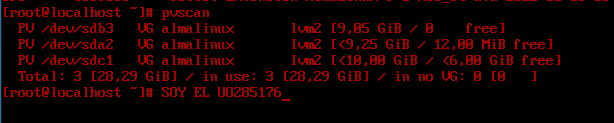 [root@localhost ~]# pvscan
  PV /dev/sdb3   VG almalinux       lvm2 [9,05 GiB / 0    free]
  PV /dev/sda2   VG almalinux       lvm2 [<9,25 GiB / 12,00 MiB free]
  PV /dev/sdc1   VG almalinux       lvm2 [<10,00 GiB / <6,00 GiB free]
  Total: 3 [28,29 GiB] / in use: 3 [28,29 GiB] / in no VG: 0 [0   ]
[root@localhost ~]# SOY EL UO285176_